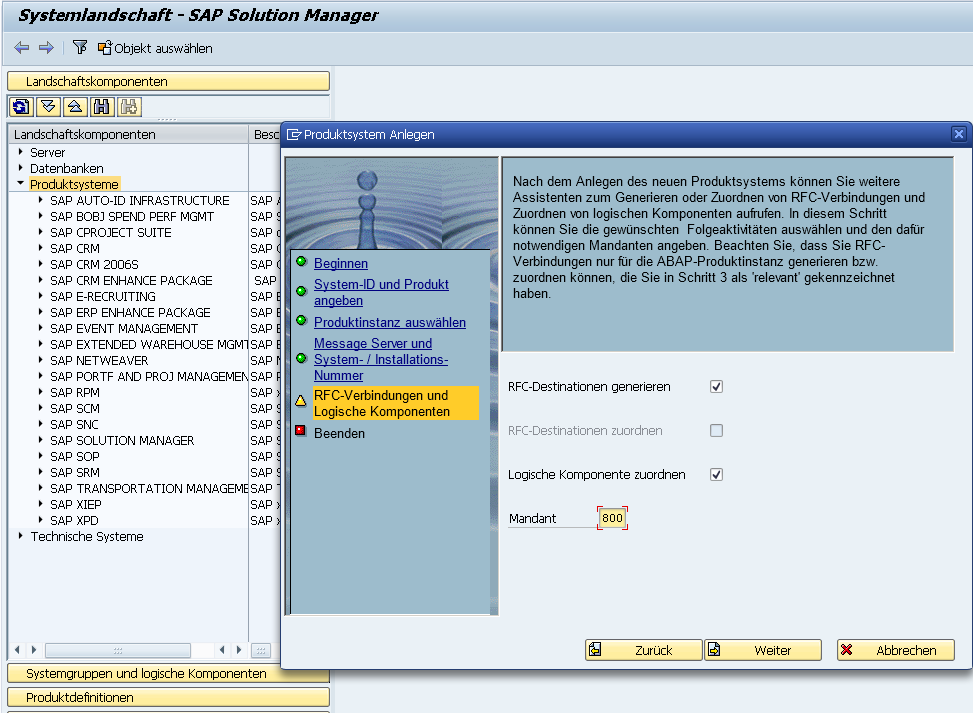 Systemlandschaft - SAP Solution Manager
Objekt auswählen
Landschaftskomponenten
Landschaftskomponenten Besc
Server
Datenbanken
Produktsysteme
SAP AUTO-ID INFRASTRUCTURE SAP A
SAP BOBJ SPEND PERF MGMT SAP S
SAP CPROJECT SUITE SAP c
SAP CRM SAP C
SAP CRM 2006S SAP C
SAP CRM ENHANCE PACKAGE SAP
SAP E-RECRUITING SAP E
SAP ERP ENHANCE PACKAGE SAP E
SAP EVENT MANAGEMENT SAP E
SAP EXTENDED WAREHOUSE MGMT SAP E
SAP NETWEAVER SAP N
SAP PORTF AND PROJ MANAGEMEN SAP P
SAP RPM SAP R
SAP SCM SAP S
SAP SNC SAP S
SAP SOLUTION MANAGER SAP S
SAP SOP SAP S
SAP SRM SAP S
SAP TRANSPORTATION MANAGEME SAP T
SAP XIEP SAP x
SAP XPD SAP x
Technische Systeme
Systemgruppen und logische Komponenten
Produktdefinitionen
Produktsystem Anlegen
Beginnen
System-ID und Produkt
angeben
Produktinstanz auswählen
Message Server und
System- / Installations-
Nummer
RFC-Verbindungen und
Logische Komponenten
Beenden
Nach dem Anlegen des neuen Produktsystems können Sie weitere
Assistenten zum Generieren oder Zuordnen von RFC-Verbindungen und
Zuordnen von logischen Komponenten aufrufen. In diesem Schritt
können Sie die gewünschten Folgeaktivitäten auswählen und den dafür
notwendigen Mandanten angeben. Beachten Sie, dass Sie RFC-
Verbindungen nur für die ABAP-Produktinstanz generieren bzw.
zuordnen können, die Sie in Schritt 3 als 'relevant' gekennzeichnet
haben.
RFC-Destinationen generieren
RFC-Destinationen zuordnen
Logische Komponente zuordnen
Mandant 800
Zurück Weiter Abbrechen